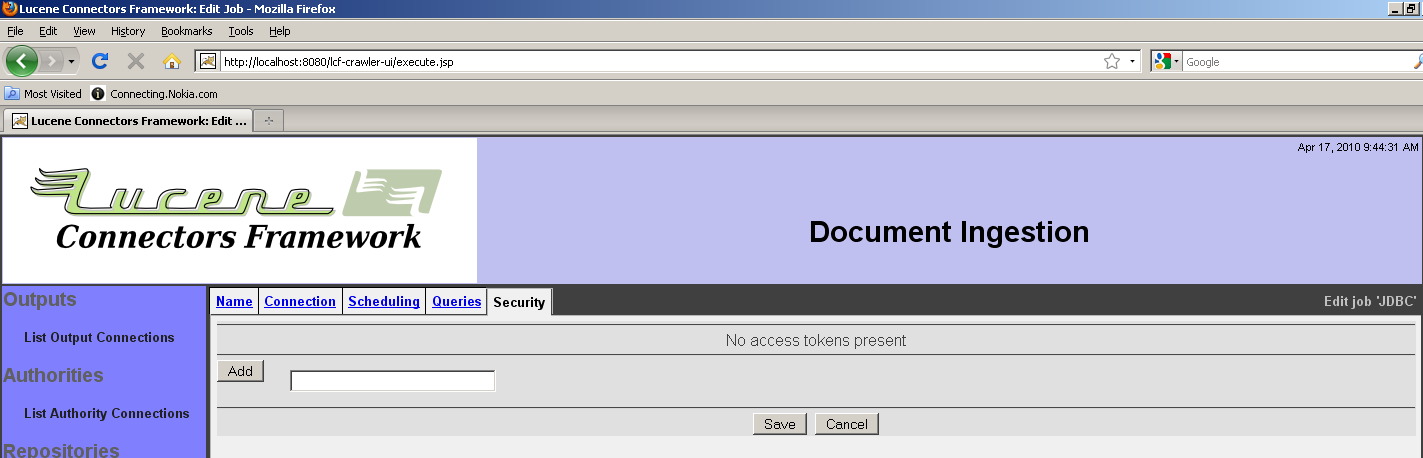 Lucene Connectors Framework: Edit Job - Mozilla Firefox
File Edit View History Bookmarks Tools Help
http://localhost:8080/lcf-crawler-ui/execute.jsp
Google
Most Visited Connecting.Nokia.com
Lucene Connectors Framework: Edit ...
Apr 17, 2010 9:44:31 AM
Lucene
Connectors Framework
Document Ingestion
Outputs
List Output Connections
Authorities
List Authority Connections
Repositories
Name Connection Scheduling Queries Security
Edit job 'JDBC'
No access tokens present
Add
Save Cancel